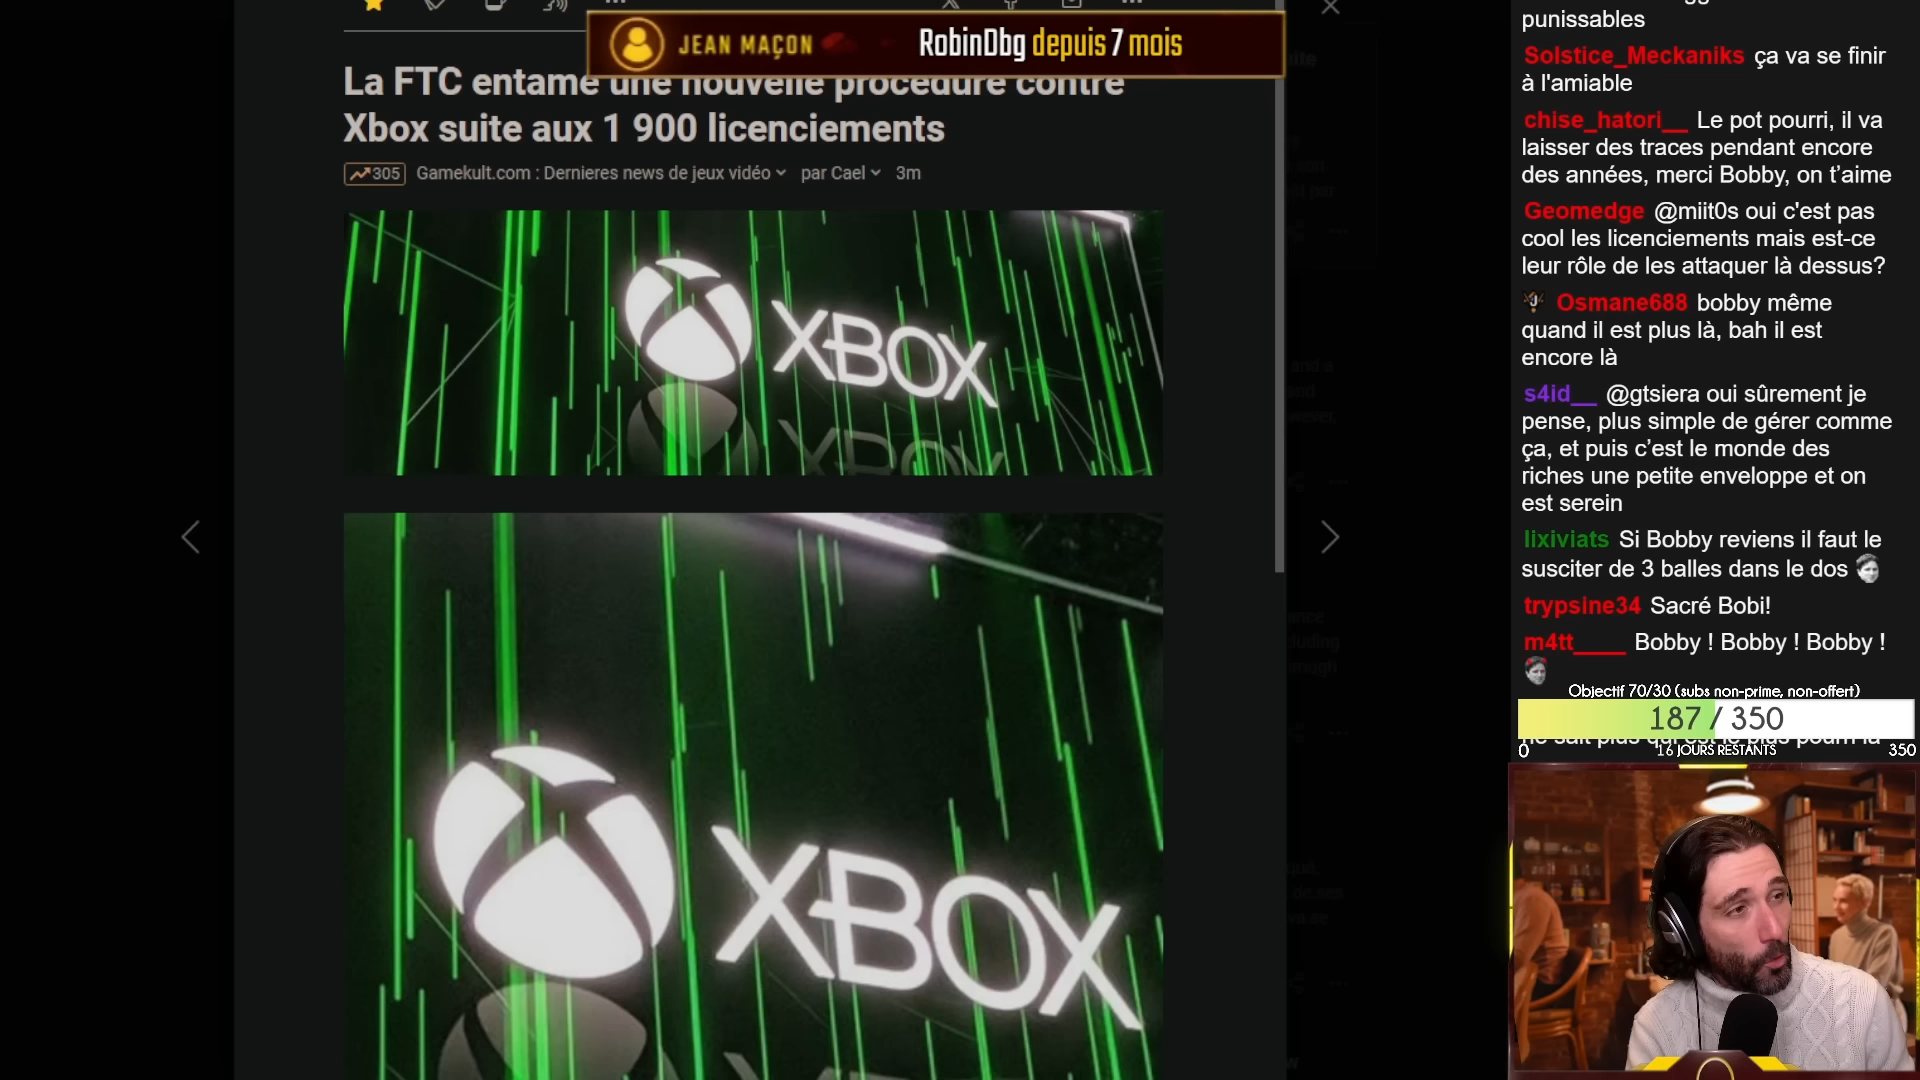 JEAN MAÇON
RobinDbg depuis 7 mois
La FTC entame une nouvelle procédure contre
Xbox suite aux 1 900 licenciements
305
Gamekult.com : Dernieres news de jeux vidéo
par Cael
3m
XBOX
XBOX
XBOX
punissables
Solstice_Meckaniks ça va se finir
à l'amiable
chise_hatori__ Le pot pourri, il va
laisser des traces pendant encore
des années, merci Bobby, on t'aime
Geomedge @miit0s oui c'est pas
cool les licenciements mais est-ce
leur rôle de les attaquer là dessus?
Osmane688 bobby même
quand il est plus là, bah il est
encore là
s4id__ @gtsiera oui sûrement je
pense, plus simple de gérer comme
ça, et puis c'est le monde des
riches une petite enveloppe et on
est serein
lixiviats Si Bobby reviens il faut le
susciter de 3 balles dans le dos
trypsine34 Sacré Bobi!
m4tt____ Bobby ! Bobby ! Bobby !
Objectif 70/30 (subs non-prime, non-offert)
187 / 350
0
16 JOURS RESTANTS
350